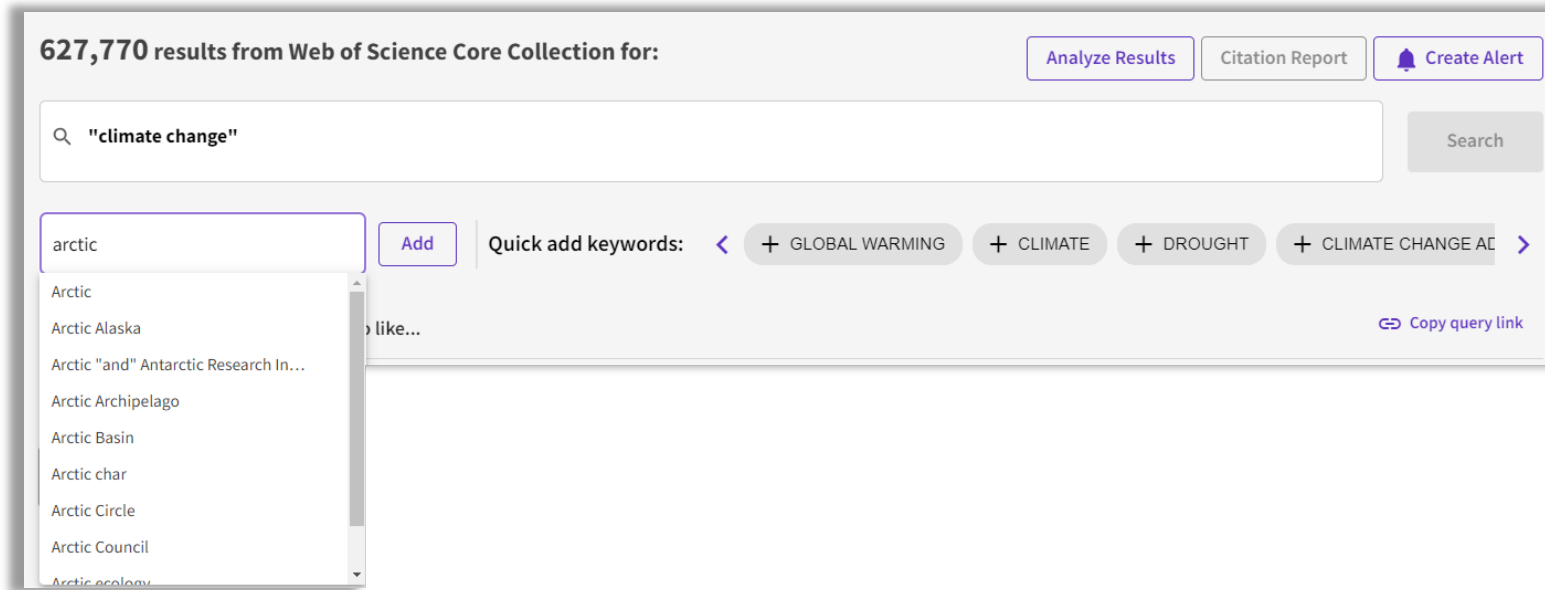 627,770 results from Web of Science Core Collection for:
Analyze Results
Citation Report
Create Alert
"climate change"
Search
arctic
Add
Quick add keywords:
+ GLOBAL WARMING
+ CLIMATE
+ DROUGHT
+ CLIMATE CHANGE AD
Arctic
Arctic Alaska
like...
Copy query link
Arctic "and" Antarctic Research In…
Arctic Archipelago
Arctic Basin
Arctic char
Arctic Circle
Arctic Council
Arctic ecology